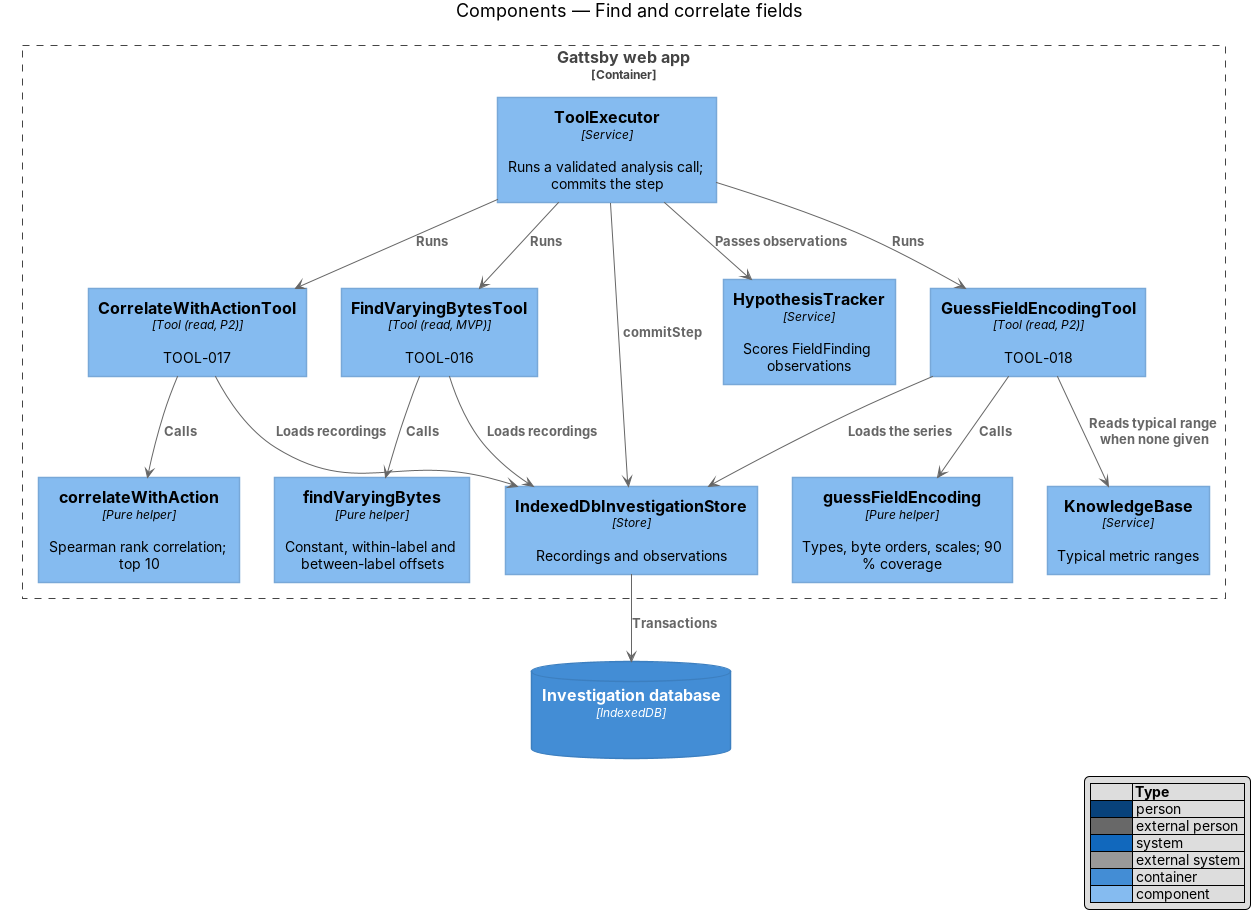 Components — Find and correlate fields
Gattsby web app
[Container]
ToolExecutor
[Service]
Runs a validated analysis call;
commits the step
Runs
Runs
Passes observations
Runs
commitStep
CorrelateWithActionTool
[Tool (read, P2)]
TOOL-017
FindVaryingBytesTool
[Tool (read, MVP)]
TOOL-016
HypothesisTracker
[Service]
Scores FieldFinding
observations
GuessFieldEncodingTool
[Tool (read, P2)]
TOOL-018
Calls
Loads recordings
Calls
Loads recordings
Loads the series
Calls
Reads typical range
when none given
correlateWithAction
[Pure helper]
Spearman rank correlation;
top 10
findVaryingBytes
[Pure helper]
Constant, within-label and
between-label offsets
IndexedDbInvestigationStore
[Store]
Recordings and observations
guessFieldEncoding
[Pure helper]
Types, byte orders, scales; 90
% coverage
KnowledgeBase
[Service]
Typical metric ranges
Transactions
Investigation database
[IndexedDB]
Type
person
external person
system
external system
container
component